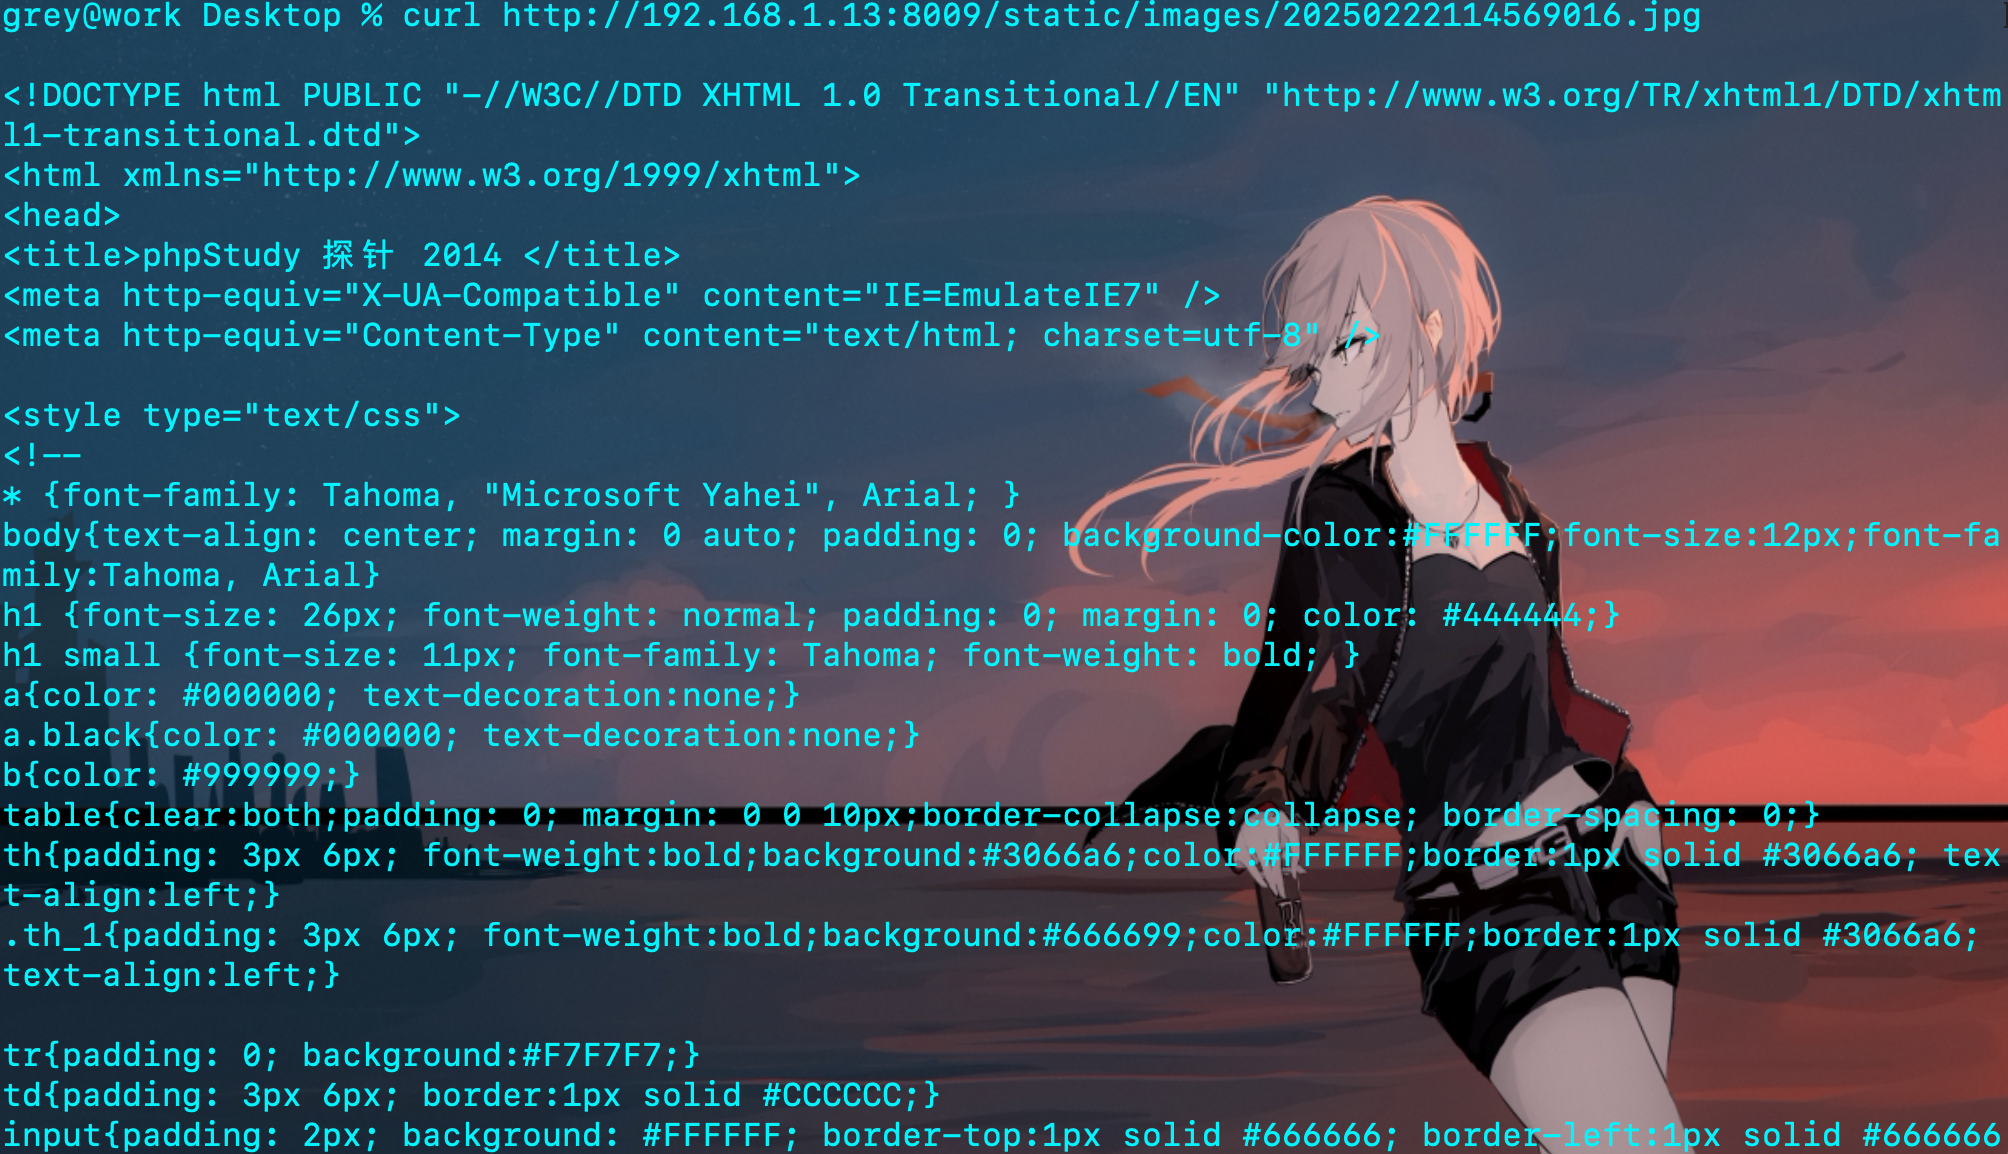 grey@work Desktop % curl http://192.168.1.13:8009/static/images/20250222114569016.jpg
<!DOCTYPE html PUBLIC "-//W3C//DTD XHTML 1.0 Transitional//EN" "http://www.w3.org/TR/xhtml1/DTD/xhtm
l1-transitional.dtd">
<html xmlns="http://www.w3.org/1999/xhtml">
<head>
<title>phpStudy 探针 2014 </title>
<meta http-equiv="X-UA-Compatible" content="IE=EmulateIE7" />
<meta http-equiv="Content-Type" content="text/html; charset=utf-8" />
<style type="text/css">
<!--
* {font-family: Tahoma, "Microsoft Yahei", Arial; }
body{text-align: center; margin: 0 auto; padding: 0; background-color:#FFFFFF;font-size:12px;font-fa
mily:Tahoma, Arial}
h1 {font-size: 26px; font-weight: normal; padding: 0; margin: 0; color: #444444;}
h1 small {font-size: 11px; font-family: Tahoma; font-weight: bold; }
a{color: #000000; text-decoration:none;}
a.black{color: #000000; text-decoration:none;}
b{color: #999999;}
table{clear:both;padding: 0; margin: 0 0 10px;border-collapse:collapse; border-spacing: 0;}
th{padding: 3px 6px; font-weight:bold;background:#3066a6;color:#FFFFFF;border:1px solid #3066a6; tex
t-align:left;}
.th_1{padding: 3px 6px; font-weight:bold;background:#666699;color:#FFFFFF;border:1px solid #3066a6;
text-align:left;}
tr{padding: 0; background:#F7F7F7;}
td{padding: 3px 6px; border:1px solid #CCCCCC;}
input{padding: 2px; background: #FFFFFF; border-top:1px solid #666666; border-left:1px solid #666666